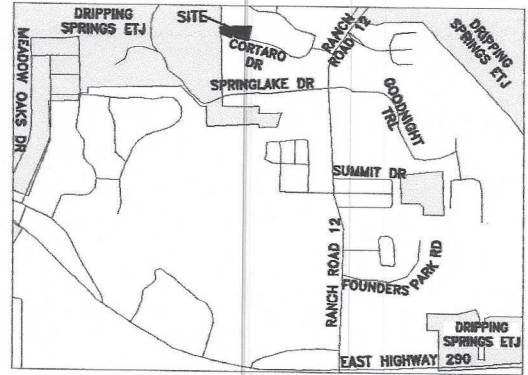 DRIPPING
SPRINGS ETJ
SITE
CORTARO
DR
RANCH
ROAD 12
DRIPPING
SPRINGS ETJ
MEADOW OAKS DR
SPRINGLAKE DR
GOODNIGHT
TRL
SUMMIT DR
RANCH ROAD 12
FOUNDERS PARK RD
DRIPPING
SPRINGS ETJ
EAST HIGHWAY 290